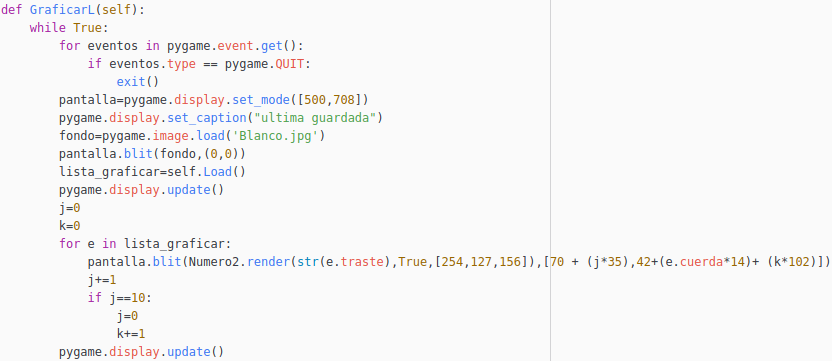 def GraficarL(self):
    while True:
        for eventos in pygame.event.get():
            if eventos.type == pygame.QUIT:
                exit()
        pantalla=pygame.display.set_mode([500,708])
        pygame.display.set_caption("ultima guardada")
        fondo=pygame.image.load('Blanco.jpg')
        pantalla.blit(fondo,(0,0))
        lista_graficar=self.Load()
        pygame.display.update()
        j=0
        k=0
        for e in lista_graficar:
            pantalla.blit(Numero2.render(str(e.traste),True,[254,127,156]),[70 + (j*35),42+(e.cuerda*14)+ (k*102)])
            j+=1
            if j==10:
                j=0
                k+=1
        pygame.display.update()